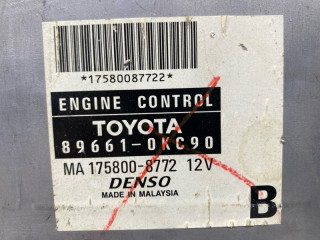 *17580087722*
ENGINE CONTROL
TOYOTA
89661-0KC90
MA 175800-8772 12V
DENSO
MADE IN MALAYSIA
B